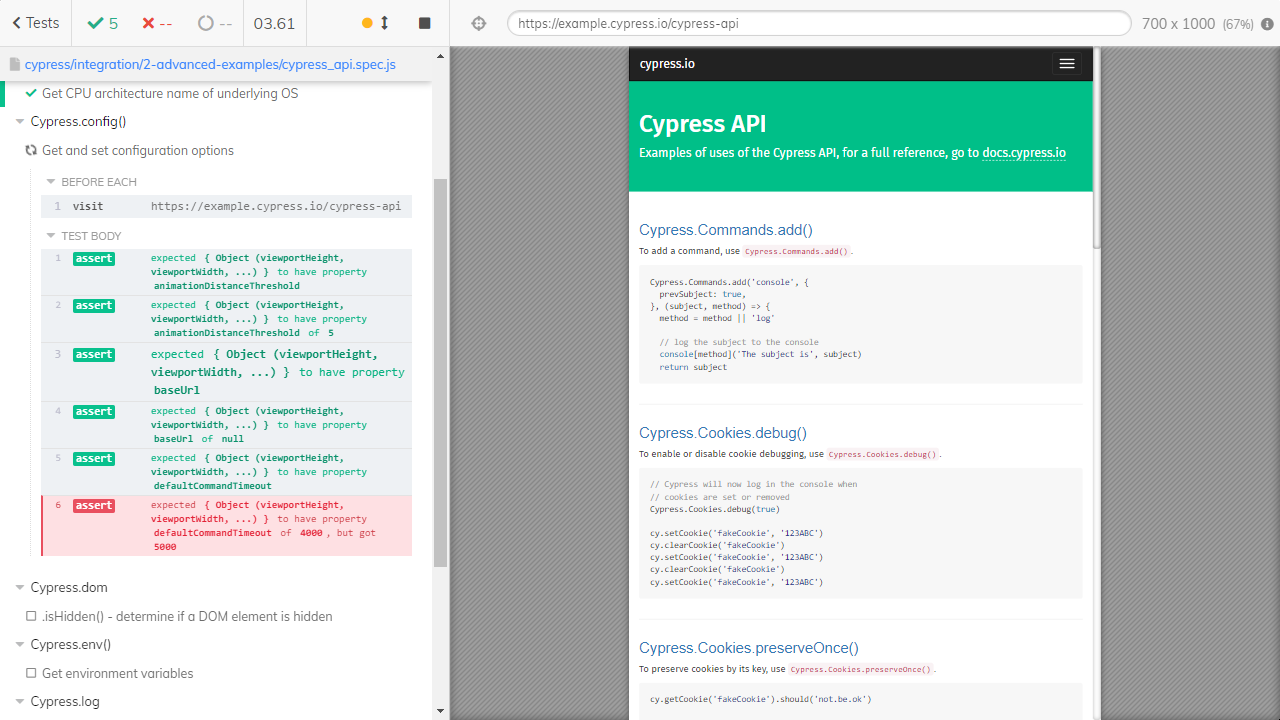 Tests
5
--
--
03.61
https://example.cypress.io/cypress-api
700 x 1000 (67%)
cypress/integration/2-advanced-examples/cypress_api.spec.js
Get CPU architecture name of underlying OS
Cypress.config()
Get and set configuration options
BEFORE EACH
1 visit https://example.cypress.io/cypress-api
TEST BODY
1 assert expected { Object (viewportHeight,
viewportWidth, ...) } to have property
animationDistanceThreshold
2 assert expected { Object (viewportHeight,
viewportWidth, ...) } to have property
animationDistanceThreshold of 5
3 assert expected { Object (viewportHeight,
viewportWidth, ...) } to have property
baseUrl
4 assert expected { Object (viewportHeight,
viewportWidth, ...) } to have property
baseUrl of null
5 assert expected { Object (viewportHeight,
viewportWidth, ...) } to have property
defaultCommandTimeout
6 assert expected { Object (viewportHeight,
viewportWidth, ...) } to have property
defaultCommandTimeout of 4000, but got
5000
Cypress.dom
.isHidden() - determine if a DOM element is hidden
Cypress.env()
Get environment variables
Cypress.log
cypress.io
Cypress API
Examples of uses of the Cypress API, for a full reference, go to docs.cypress.io
Cypress.Commands.add()
To add a command, use Cypress.Commands.add().
Cypress.Commands.add('console', {
prevSubject: true,
}, (subject, method) => {
method = method || 'log'
// log the subject to the console
console[method]('The subject is', subject)
return subject
Cypress.Cookies.debug()
To enable or disable cookie debugging, use Cypress.Cookies.debug().
// Cypress will now log in the console when
// cookies are set or removed
Cypress.Cookies.debug(true)
cy.setCookie('fakeCookie', '123ABC')
cy.clearCookie('fakeCookie')
cy.setCookie('fakeCookie', '123ABC')
cy.clearCookie('fakeCookie')
cy.setCookie('fakeCookie', '123ABC')
Cypress.Cookies.preserveOnce()
To preserve cookies by its key, use Cypress.Cookies.preserveOnce().
cy.getCookie('fakeCookie').should('not.be.ok')